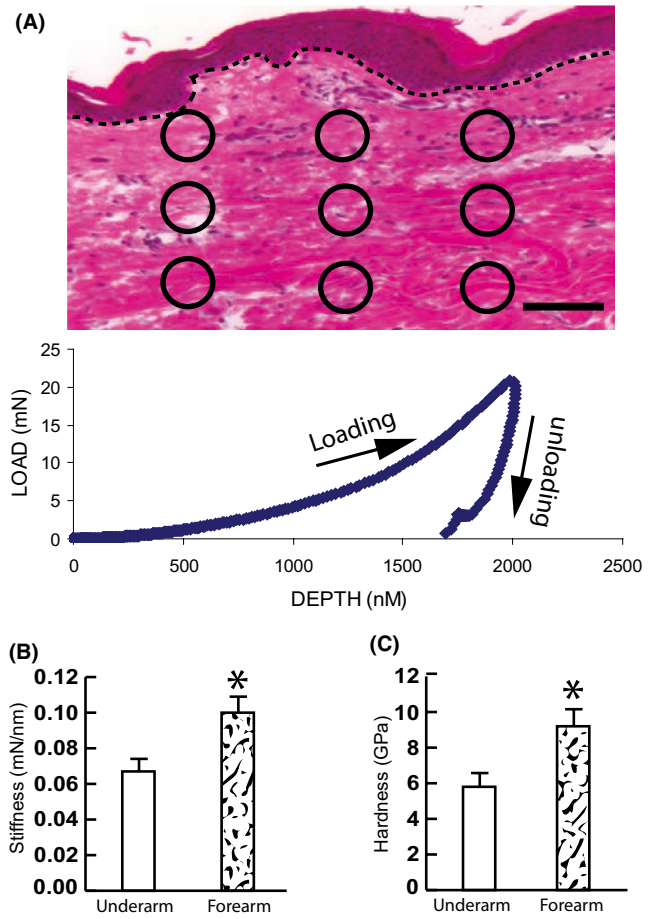 (A)
25
20
15
10
5
0
LOAD (mN)
Loading
unloading
0 500 1000 1500 2000 2500
DEPTH (nM)
(B)
0.12
0.10
0.08
0.06
0.04
0.02
0.00
Stiffness (mN/nm)
*
Underarm Forearm
(C)
12
10
8
6
4
2
0
Hardness (GPa)
*
Underarm Forearm